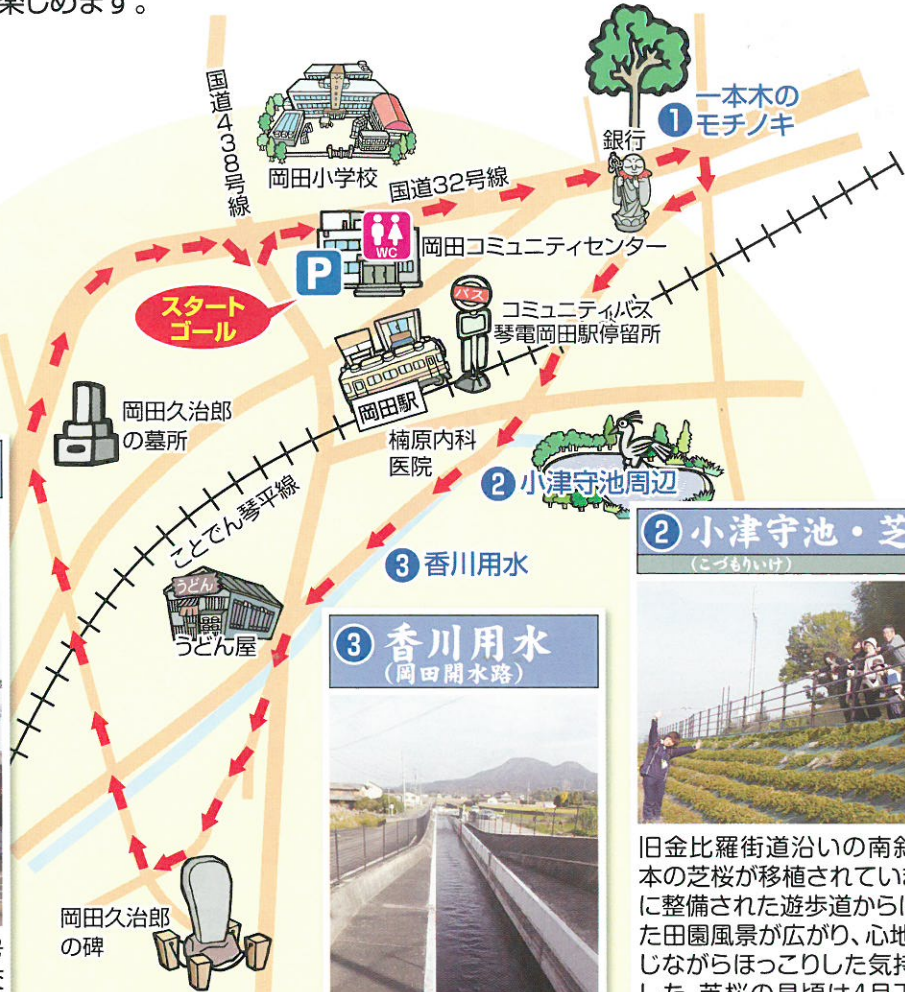 楽しめます。
国道438号線
岡田小学校
国道32号線
銀行
1 一本木の
モチノキ
P
WC
岡田コミュニティセンター
スタート
ゴール
バス
コミュニティバス
琴電岡田駅停留所
岡田駅
岡田久治郎
の墓所
楠原内科
医院
2 小津守池周辺
ことでん琴平線
3 香川用水
うどん
うどん屋
岡田久治郎
の碑
3 香川用水
(岡田開水路)
2 小津守池・芝
(こづもりいけ)
旧金比羅街道沿いの南斜
本の芝桜が移植されていま
に整備された遊歩道からは
た田園風景が広がり、心地
じながらほっこりした気持